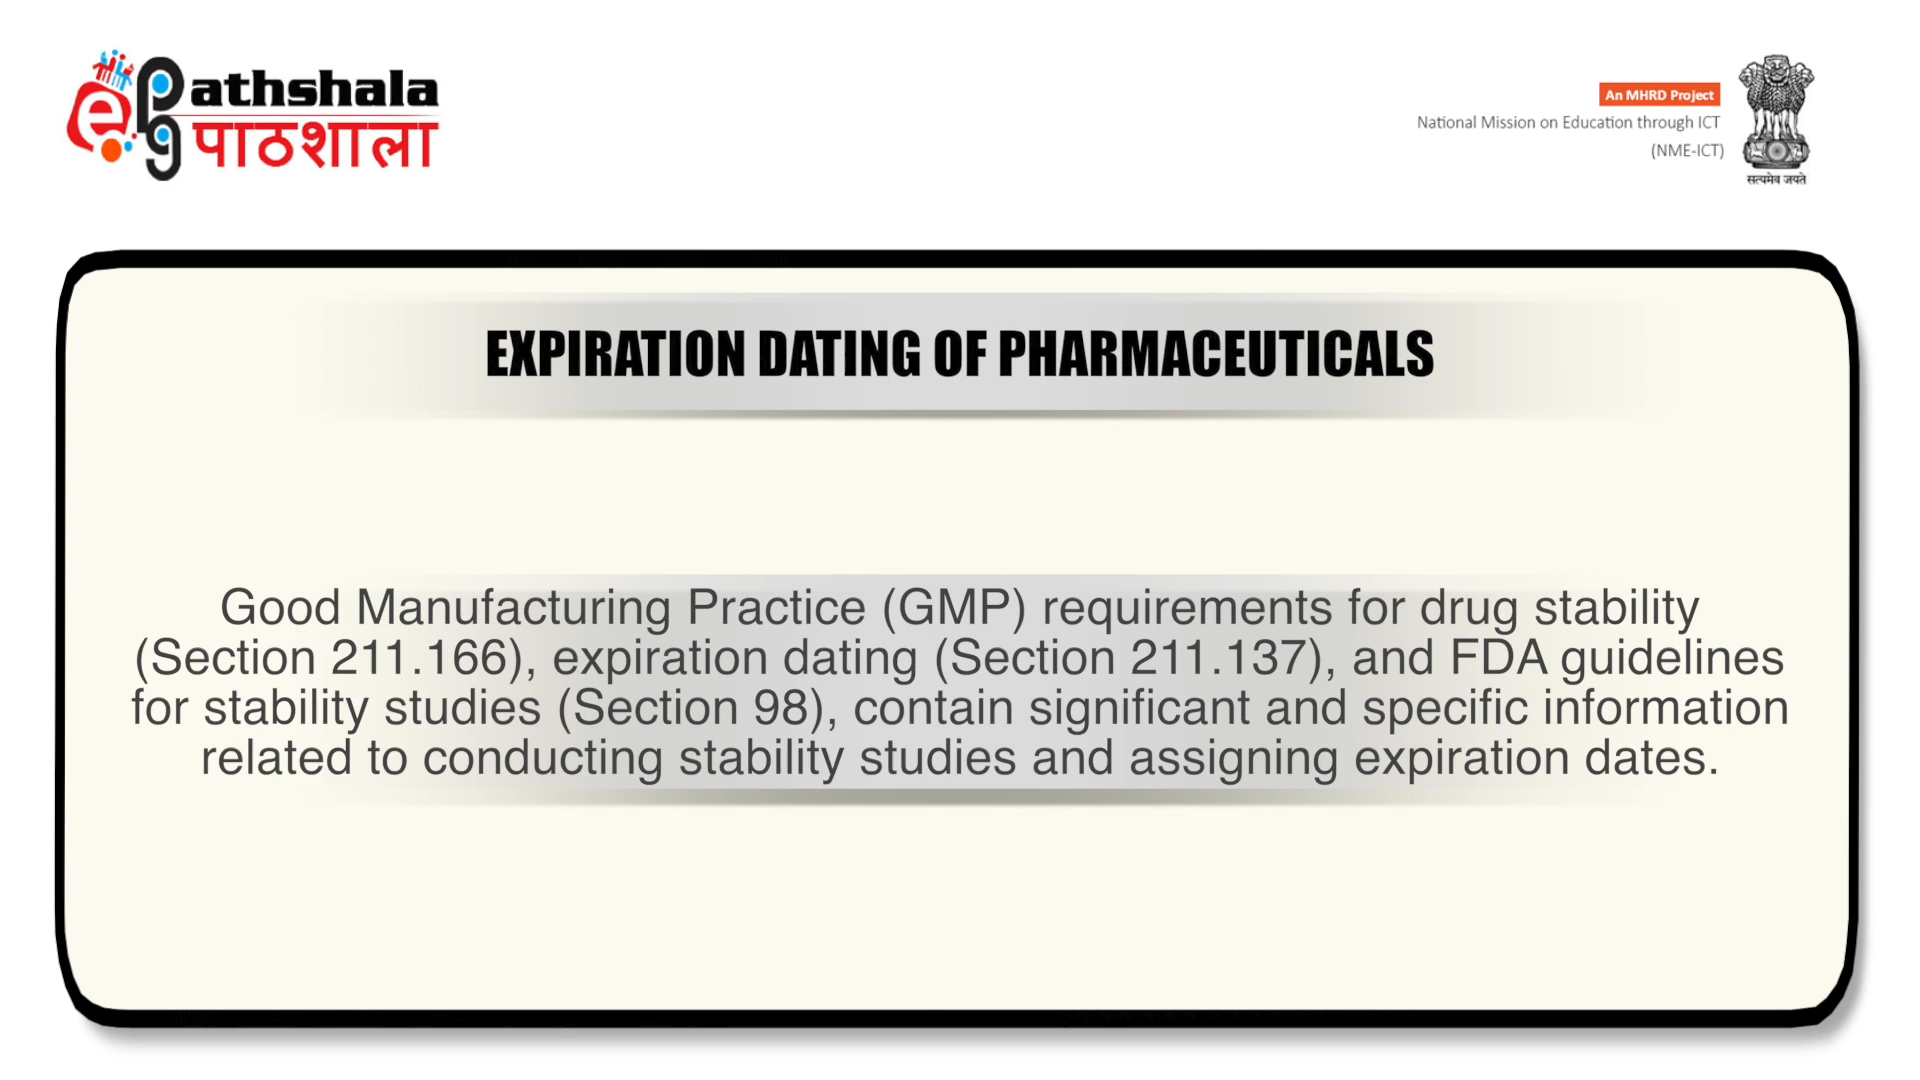 e pg Pathshala
पाठशाला
An MHRD Project
National Mission on Education through ICT
(NME-ICT)
सत्यमेव जयते
EXPIRATION DATING OF PHARMACEUTICALS
Good Manufacturing Practice (GMP) requirements for drug stability
(Section 211.166), expiration dating (Section 211.137), and FDA guidelines
for stability studies (Section 98), contain significant and specific information
related to conducting stability studies and assigning expiration dates.